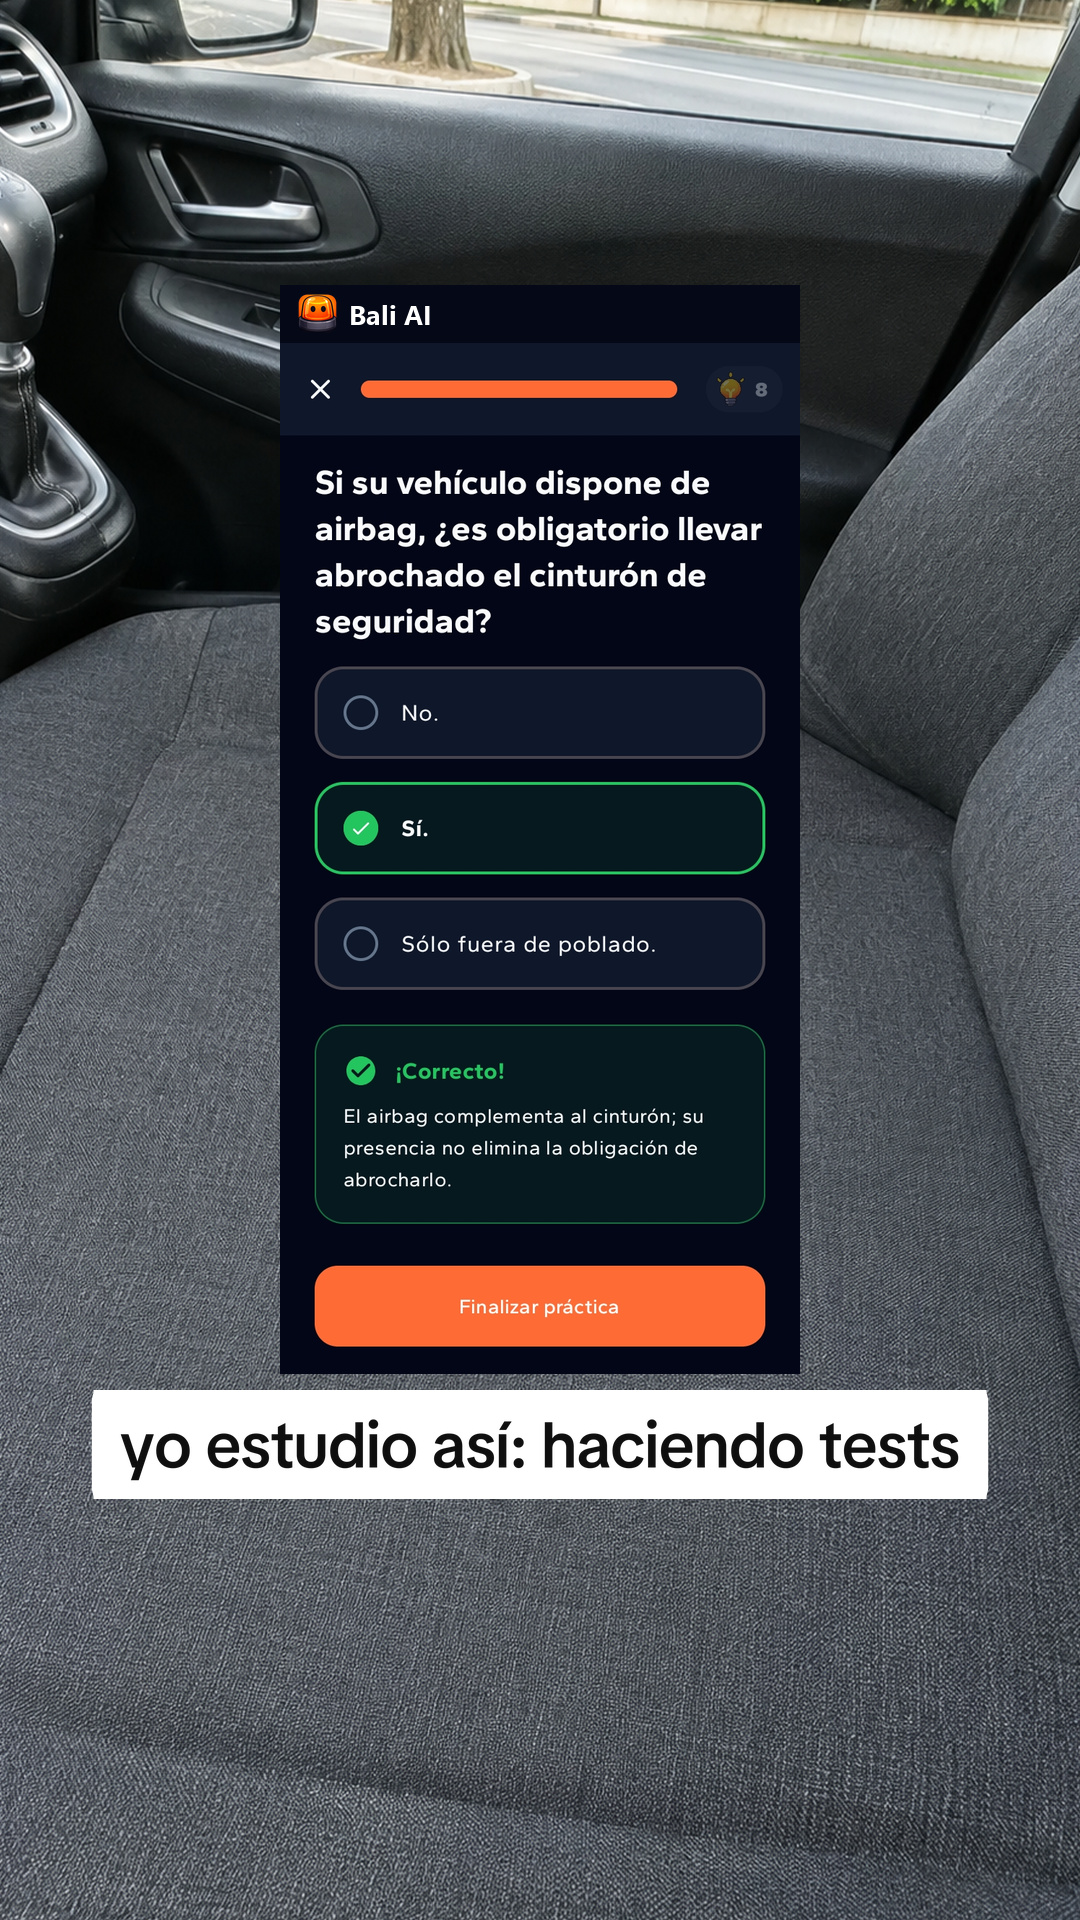 Bali AI
8
Si su vehículo dispone de
airbag, ¿es obligatorio llevar
abrochado el cinturón de
seguridad?
No.
Sí.
Sólo fuera de poblado.
¡Correcto!
El airbag complementa al cinturón; su
presencia no elimina la obligación de
abrocharlo.
Finalizar práctica
yo estudio así: haciendo tests